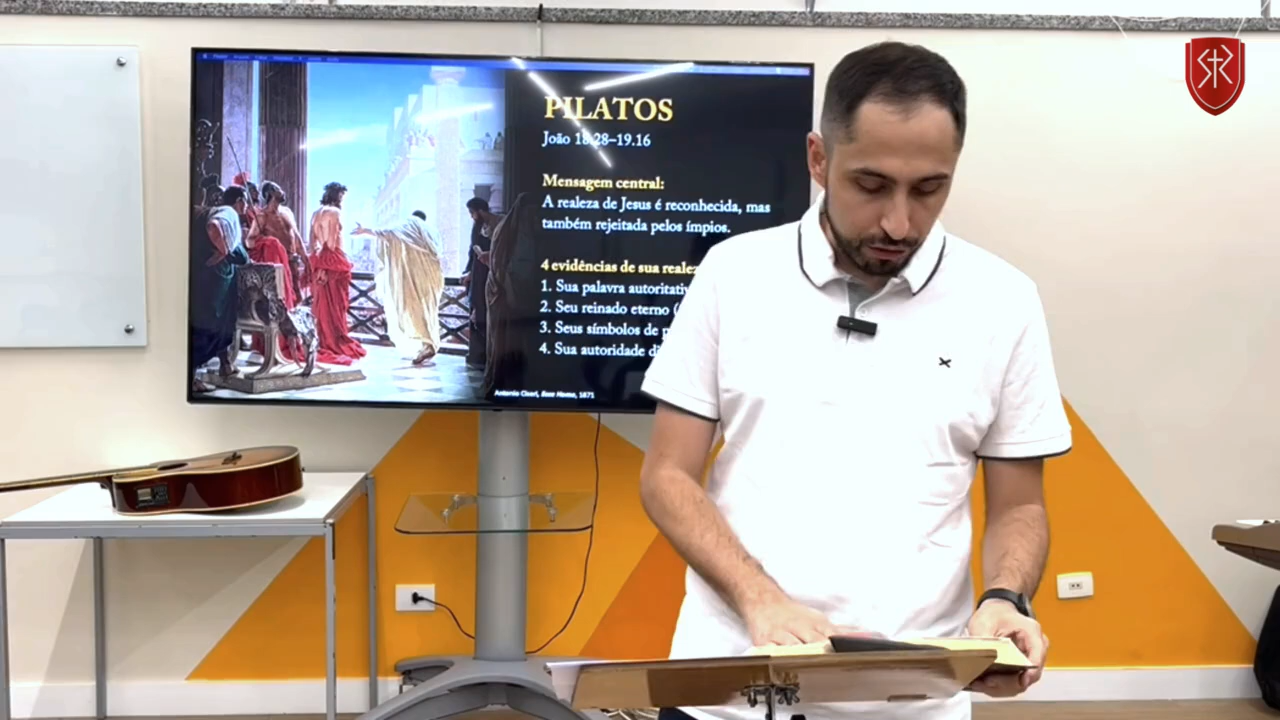 PILATOS
João 18.28–19.16
Mensagem central:
A realeza de Jesus é reconhecida, mas
também rejeitada pelos ímpios.
4 evidências de sua
1. Sua palavra
2. Seu reinado eterno (
3. Seus símbolos de
4. Sua autoridade
Antonio Ciseri, Ecce Homo, 1871